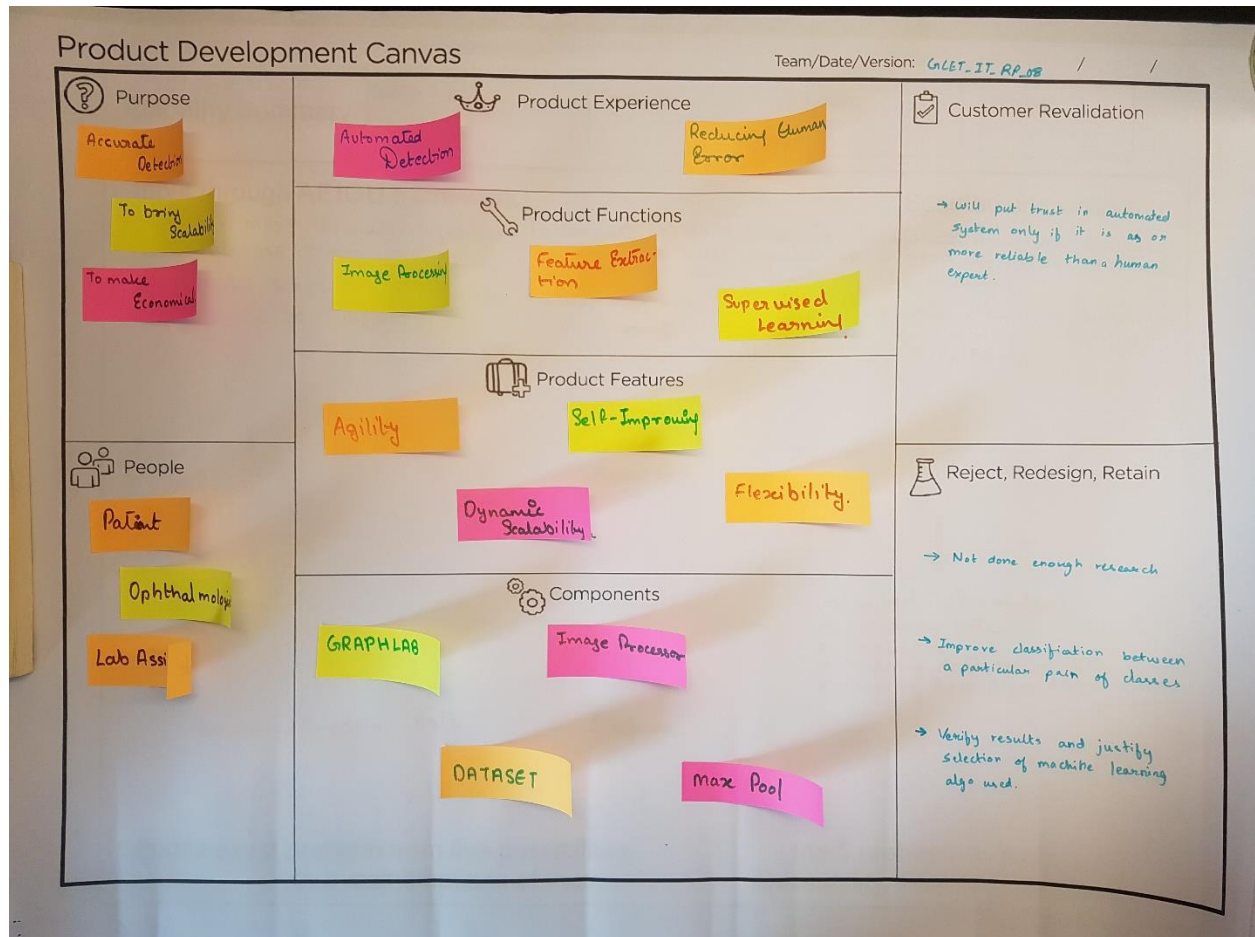 Product Development Canvas
Team/Date/Version: GCET_IT_RP_08 / /
Purpose
Accurate
Detection
To bring
Scalability
To make
Economical
People
Patient
Ophthalmologis
Lab Assi
Product Experience
Automated
Detection
Reducing Human
Error
Product Functions
Image Processing
Feature Extrac-
tion
Supervised
Learning.
Product Features
Agility
Self-Improving
Dynamic
Scalability.
Flexibility.
Components
GRAPHLAB
Image Processor
DATASET
Max Pool
Customer Revalidation
→ Will put trust in automated
system only if it is as or
more reliable than a human
expert.
Reject, Redesign, Retain
→ Not done enough research
→ Improve classifiation between
a particular pair of classes
→ Verify results and justify
selection of machine learning
algo used.